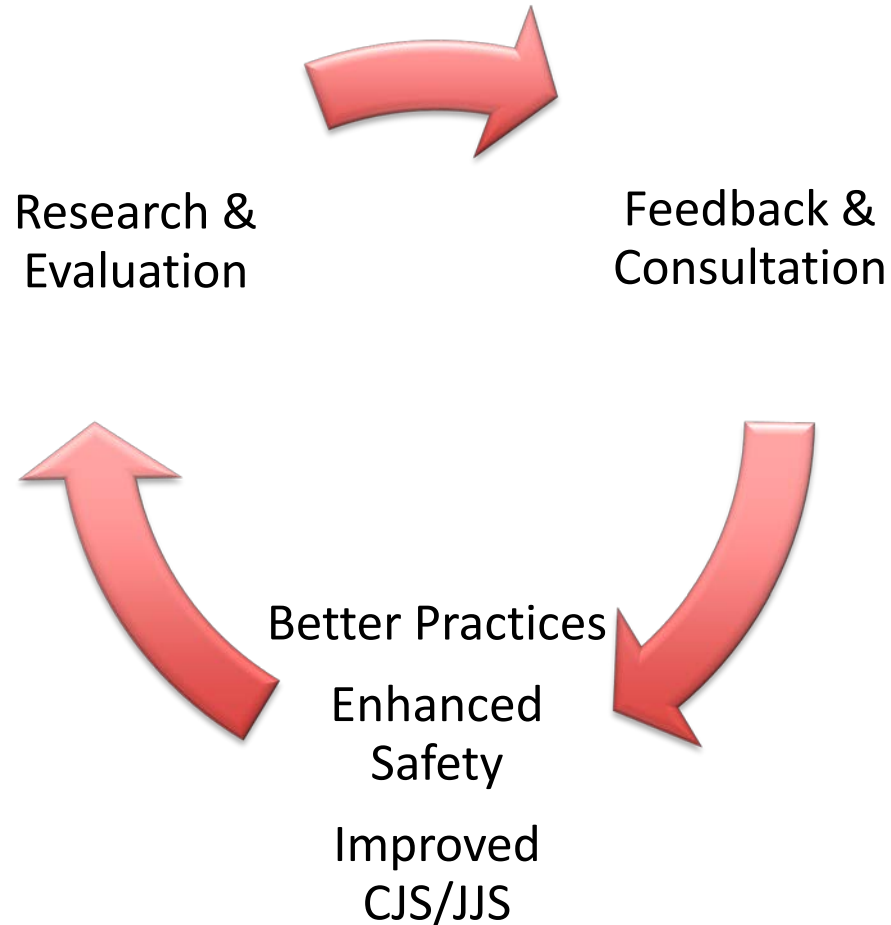 Research &
Evaluation
Feedback &
Consultation
Better Practices
Enhanced
Safety
Improved
CJS/JJS